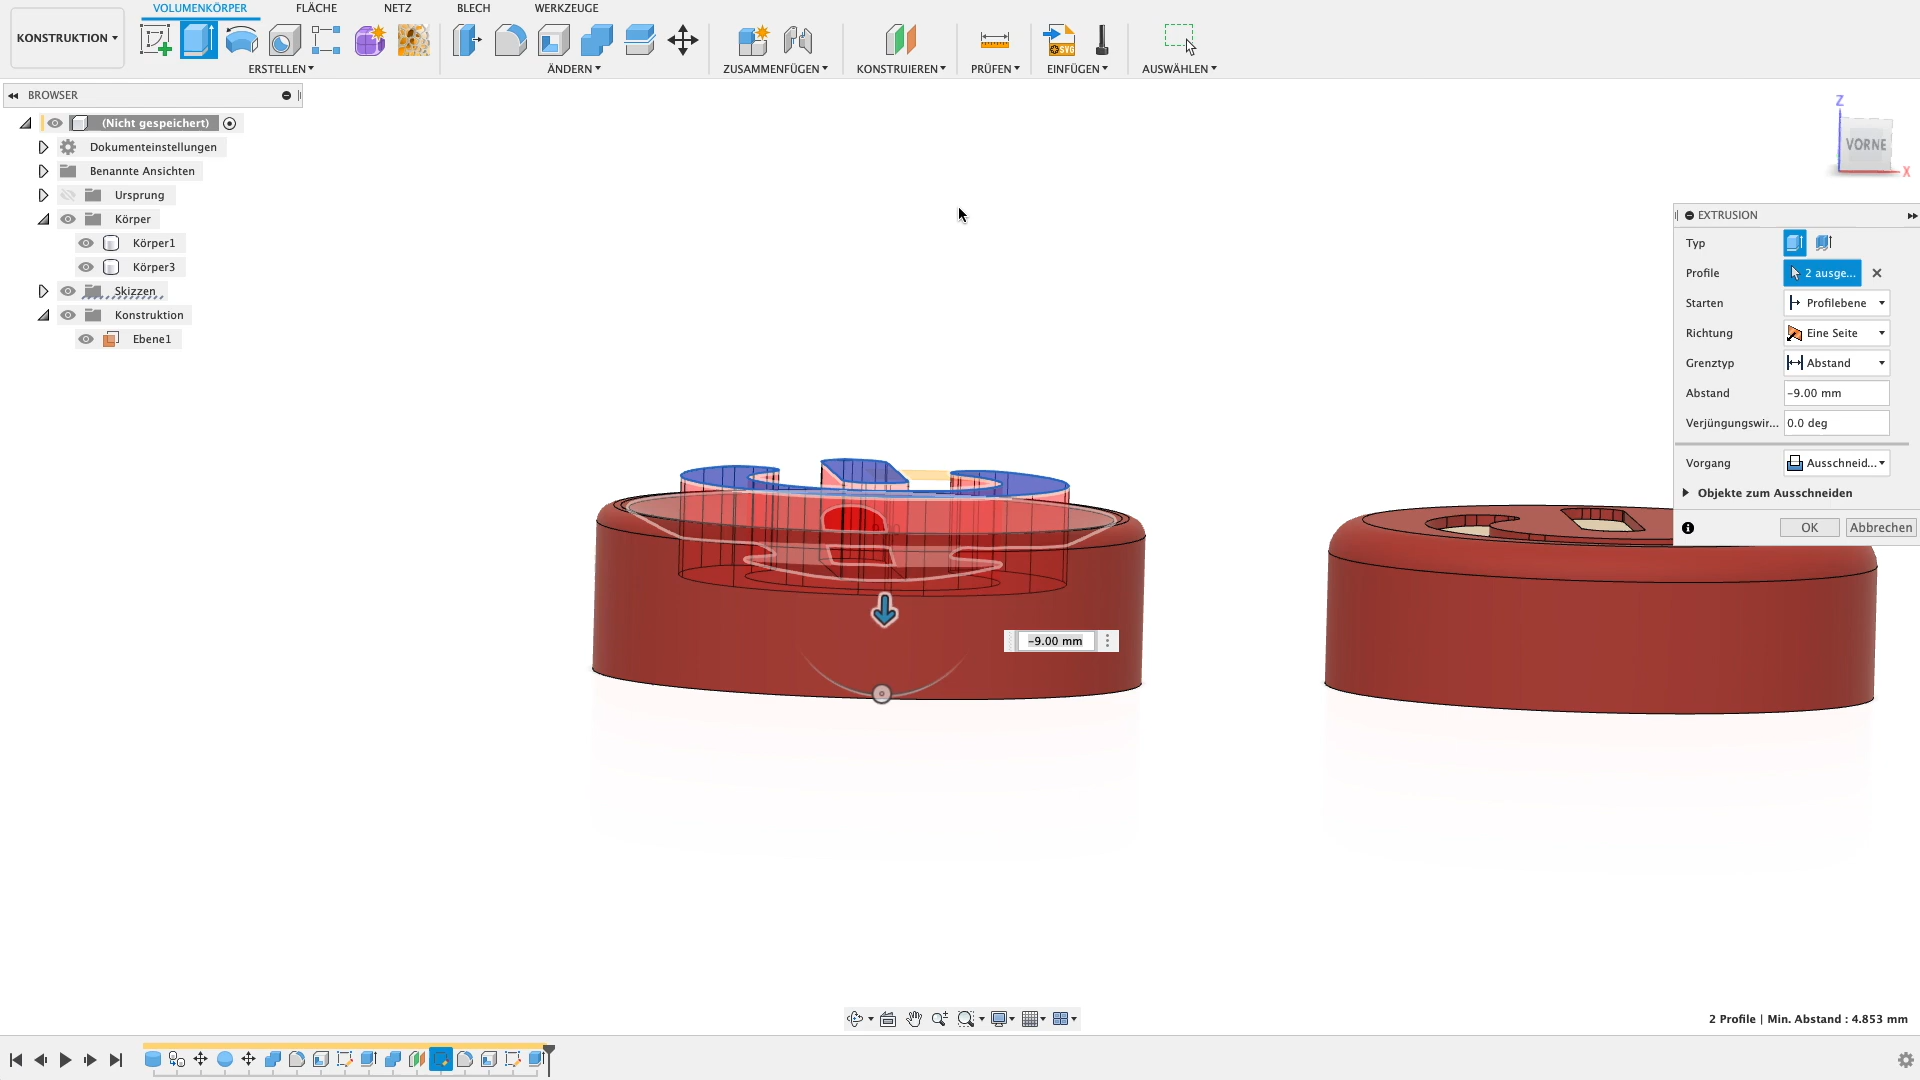 VOLUMENKÖRPER FLÄCHE NETZ BLECH WERKZEUGE
KONSTRUKTION
ERSTELLEN ÄNDERN ZUSAMMENFÜGEN KONSTRUIEREN PRÜFEN EINFÜGEN AUSWÄHLEN
SVG
BROWSER
(Nicht gespeichert)
Dokumenteinstellungen
Benannte Ansichten
Ursprung
Körper
Körper1
Körper3
Skizzen
Konstruktion
Ebene1
Z
VORNE
X
EXTRUSION
Typ
Profile 2 ausge...
Starten Profilebene
Richtung Eine Seite
Grenztyp Abstand
Abstand -9.00 mm
Verjüngungswir... 0.0 deg
Vorgang Ausschneid...
Objekte zum Ausschneiden
OK Abbrechen
-9.00 mm
2 Profile | Min. Abstand : 4.853 mm